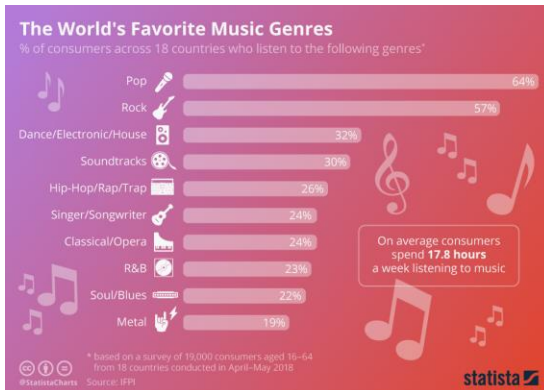 The World's Favorite Music Genres
% of consumers across 18 countries who listen to the following genres*
Pop 64%
Rock 57%
Dance/Electronic/House 32%
Soundtracks 30%
Hip-Hop/Rap/Trap 26%
Singer/Songwriter 24%
Classical/Opera 24%
R&B 23%
Soul/Blues 22%
Metal 19%
On average consumers
spend 17.8 hours
a week listening to music
* based on a survey of 19,000 consumers aged 16–64
from 18 countries conducted in April–May 2018
@StatistaCharts Source: IFPI
statista